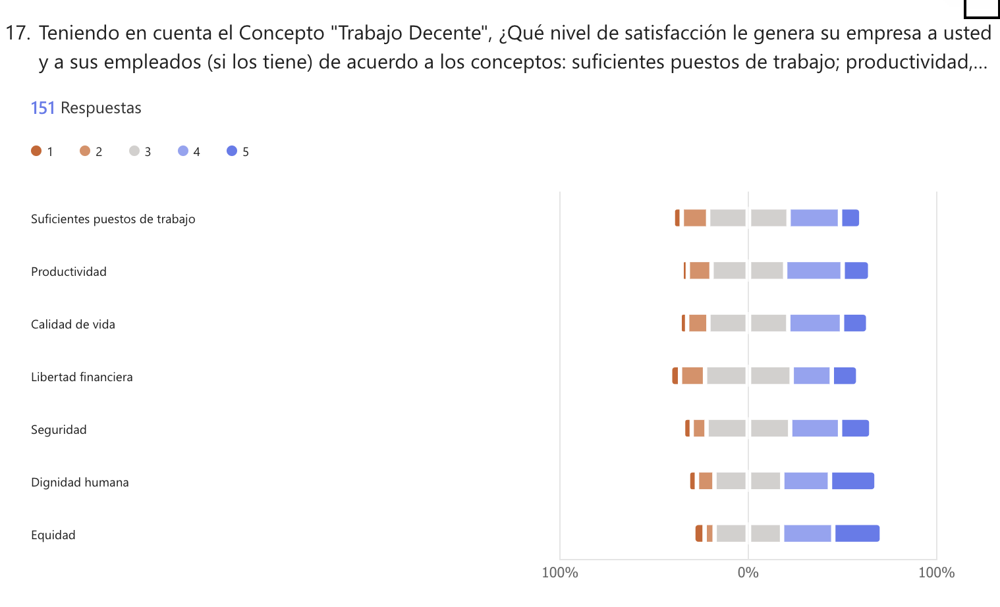 17. Teniendo en cuenta el Concepto "Trabajo Decente", ¿Qué nivel de satisfacción le genera su empresa a usted
y a sus empleados (si los tiene) de acuerdo a los conceptos: suficientes puestos de trabajo; productividad,...
151 Respuestas
1 2 3 4 5
Suficientes puestos de trabajo
Productividad
Calidad de vida
Libertad financiera
Seguridad
Dignidad humana
Equidad
100% 0% 100%